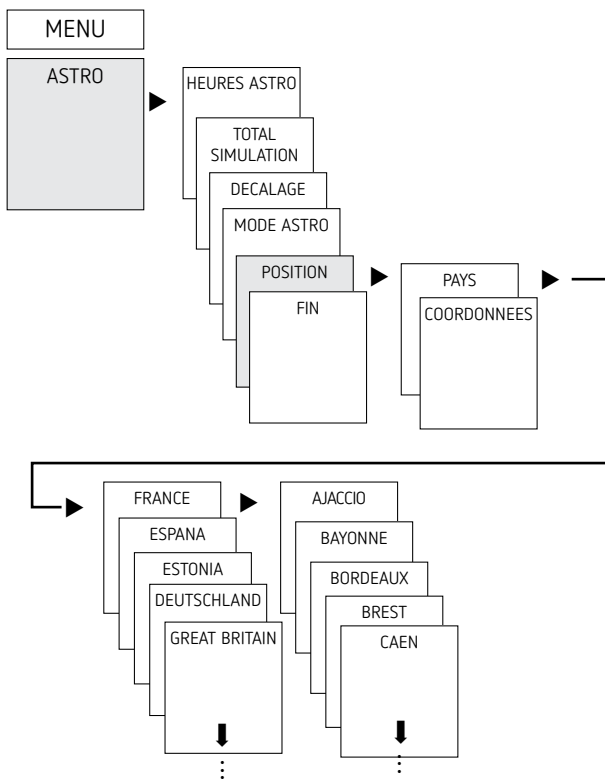 MENU
ASTRO
HEURES ASTRO
TOTAL
SIMULATION
DECALAGE
MODE ASTRO
POSITION
FIN
PAYS
COORDONNEES
FRANCE
ESPANA
ESTONIA
DEUTSCHLAND
GREAT BRITAIN
AJACCIO
BAYONNE
BORDEAUX
BREST
CAEN